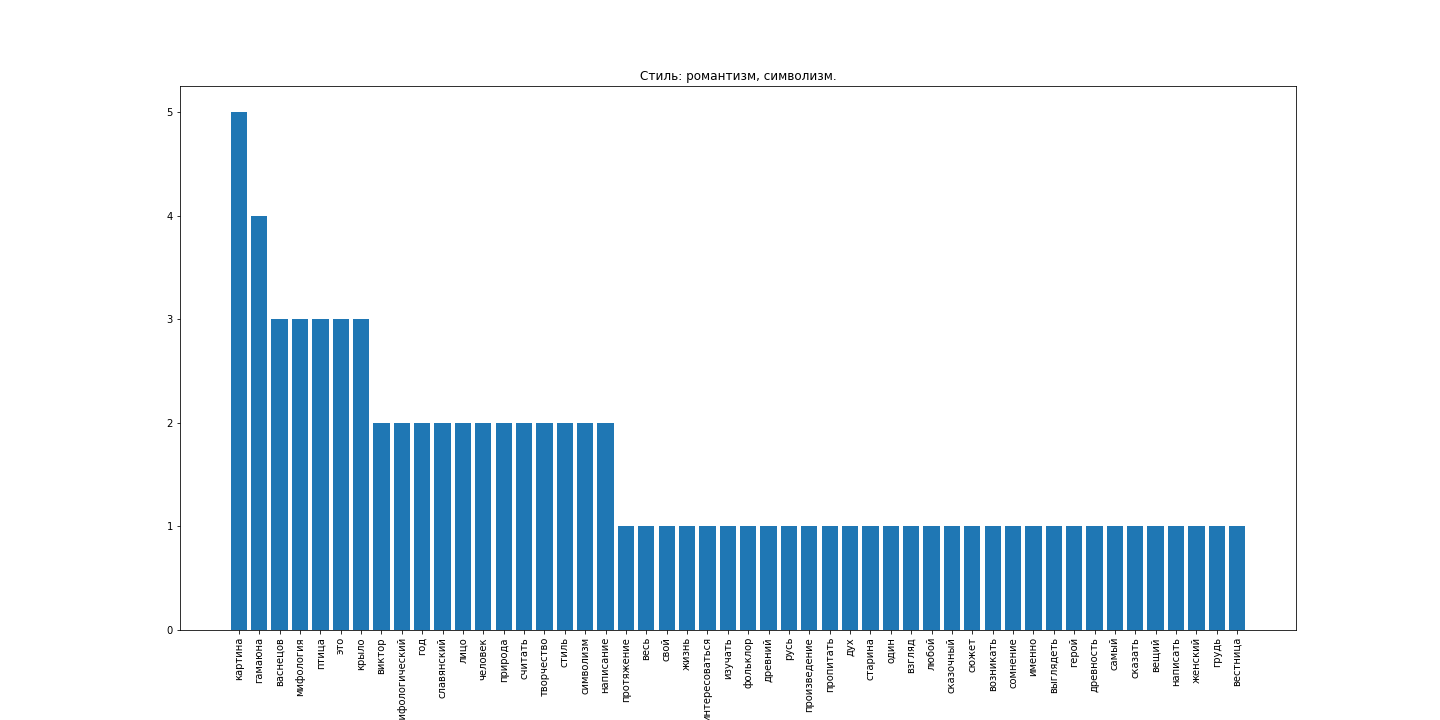 Стиль: романтизм, символизм.
5
4
3
2
1
0
картина
гамаюна
васнецов
мифология
птица
это
крыло
виктор
ифологический
год
славянский
лицо
человек
природа
считать
творчество
стиль
символизм
написание
протяжение
весь
свой
жизнь
интересоваться
изучать
фольклор
древний
русь
произведение
пропитать
дух
старина
один
взгляд
любой
сказочный
сюжет
возникать
сомнение
именно
выглядеть
герой
древность
самый
сказать
вещий
написать
женский
грудь
вестница